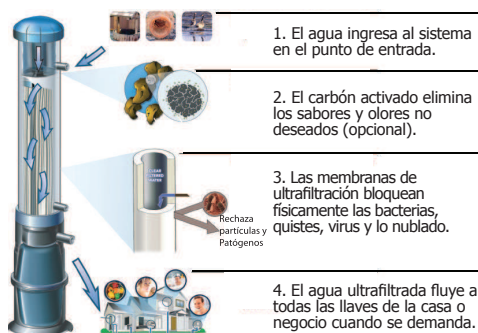 1. El agua ingresa al sistema
en el punto de entrada.
2. El carbón activado elimina
los sabores y olores no
deseados (opcional).
3. Las membranas de
ultrafiltración bloquean
físicamente las bacterias,
quistes, virus y lo nublado.
Rechaza
partículas y
Patógenos
4. El agua ultrafiltrada fluye a
todas las llaves de la casa o
negocio cuando se demanda.